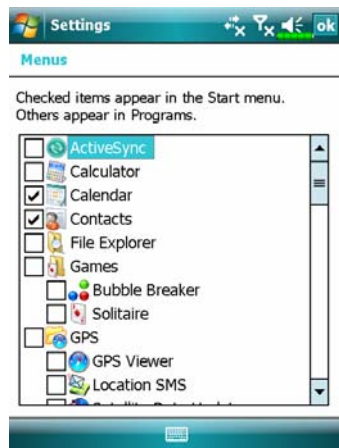 Settings
ok
Menus
Checked items appear in the Start menu.
Others appear in Programs.
ActiveSync
Calculator
Calendar
Contacts
File Explorer
Games
Bubble Breaker
Solitaire
GPS
GPS Viewer
Location SMS